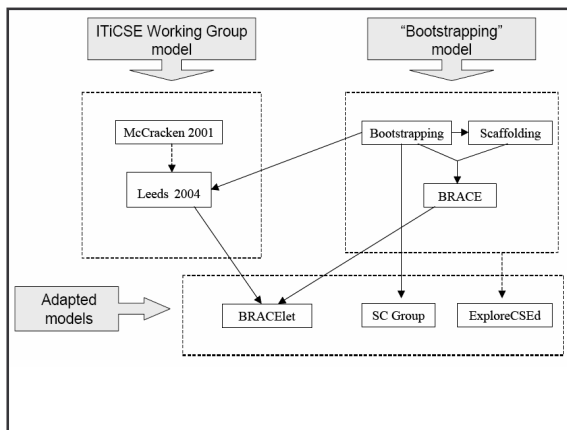 ITiCSE Working Group
model
"Bootstrapping"
model
McCracken 2001
Leeds 2004
Bootstrapping
Scaffolding
BRACE
Adapted
models
BRACElet
SC Group
ExploreCSEd